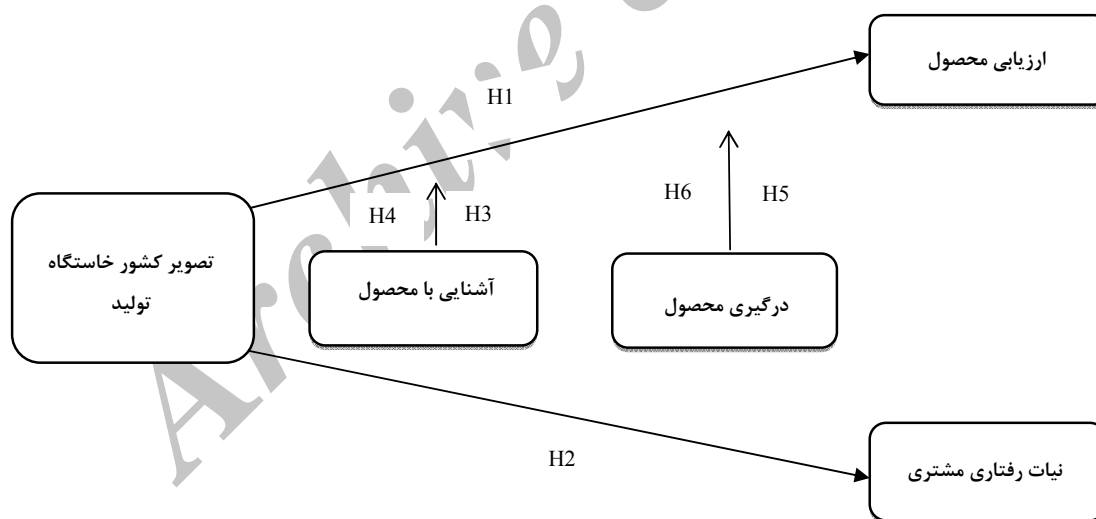 ارزیابی محصول
H1
H6
H5
H4
H3
تصویر کشور خاستگاه
تولید
آشنایی با محصول
درگیری محصول
H2
نیات رفتاری مشتری
Archive